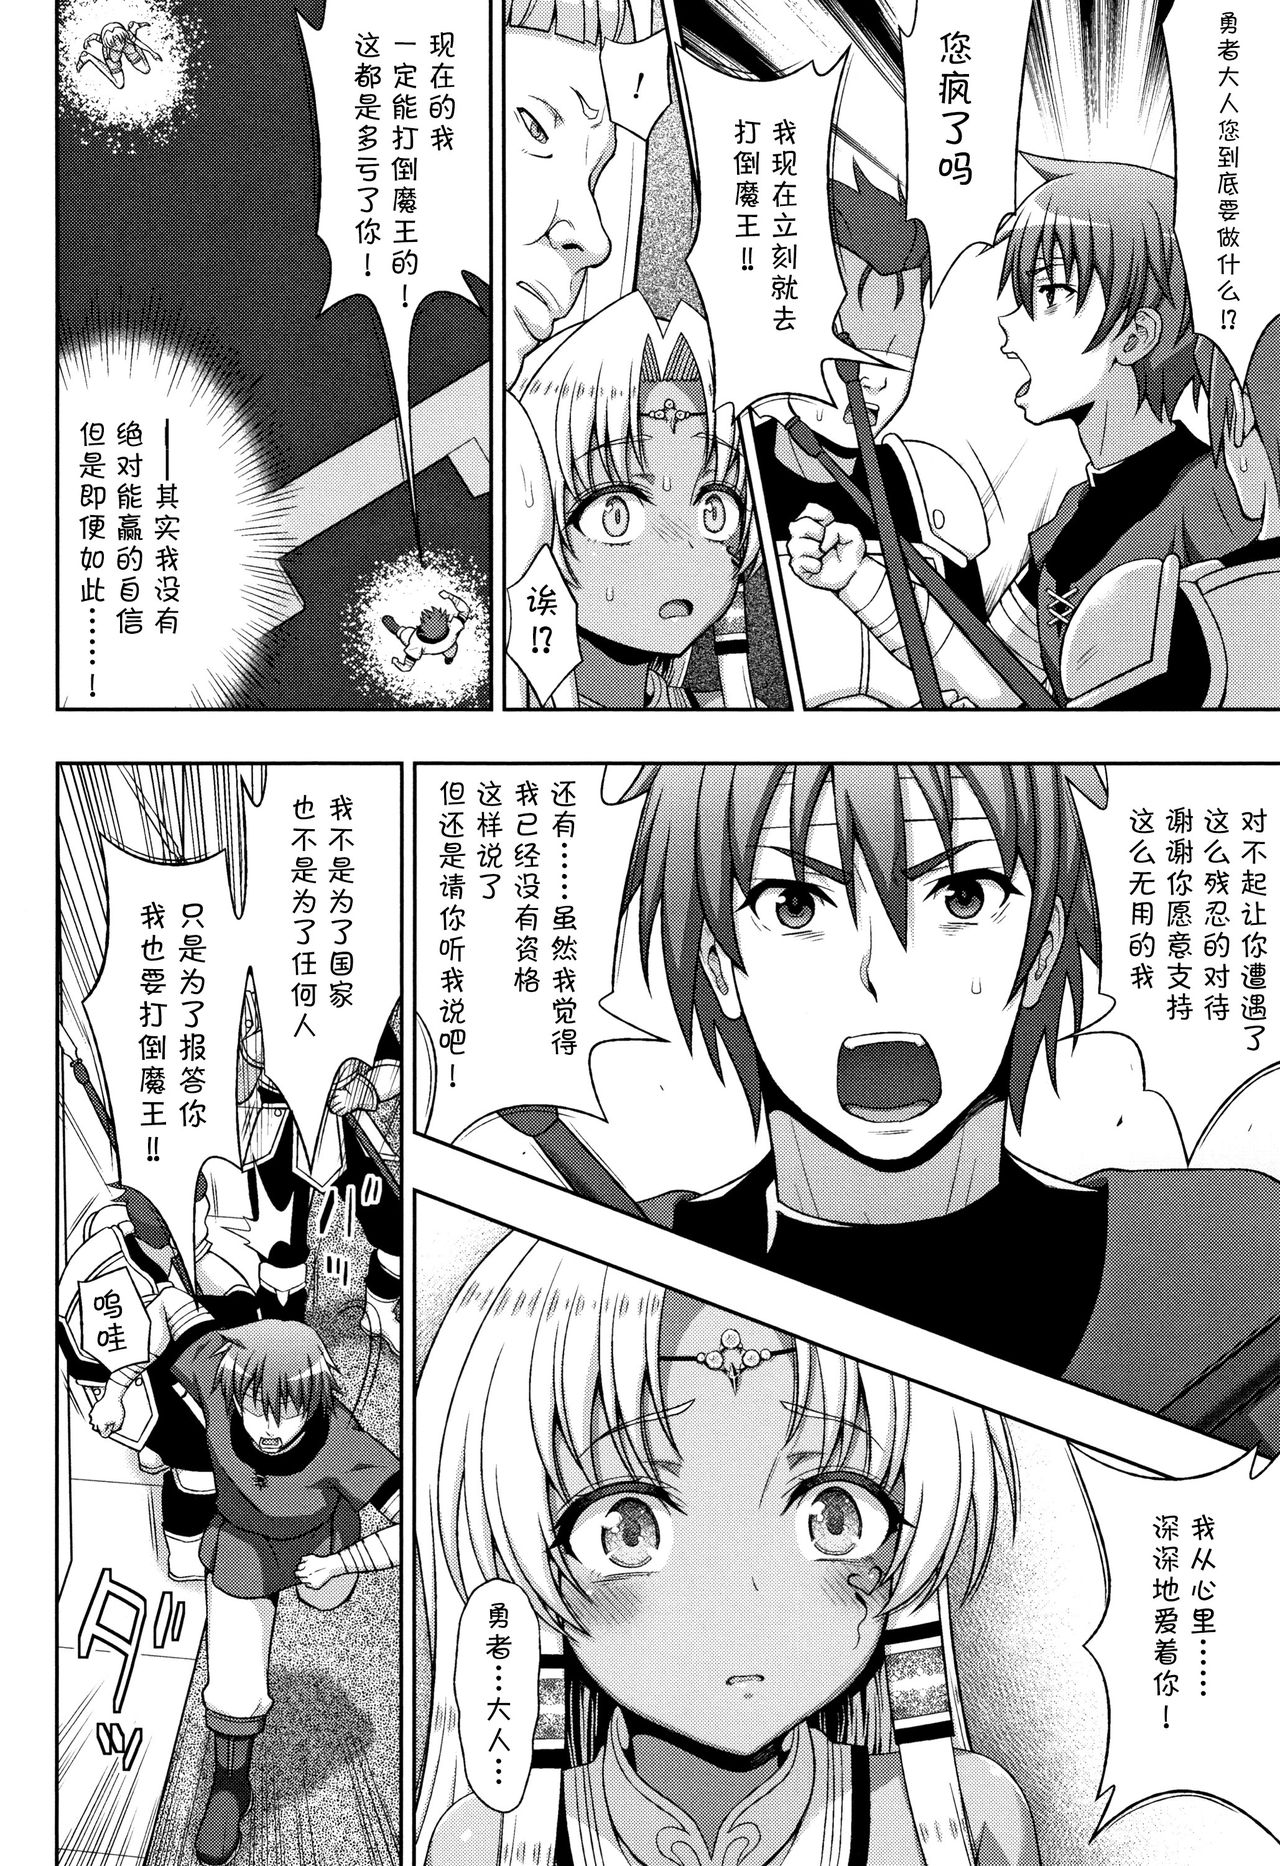 勇者大人您到底要做什么!?
您疯了吗
我现在立刻就去
打倒魔王!!
！
诶!?
现在的我
一定能打倒魔王的！
这都是多亏了你！
——其实我没有
绝对能赢的自信
但是即便如此……！
对不起让你遭遇了
这么残忍的对待
谢谢你愿意支持
这么无用的我
还有……虽然我觉得
我已经没有资格
这样说了
但还是请你听我说吧！
我从心里……
深深地爱着你！
勇者…大人…
我不是为了国家
也不是为了任何人
只是为了报答你
我也要打倒魔王!!
呜哇
ダッ